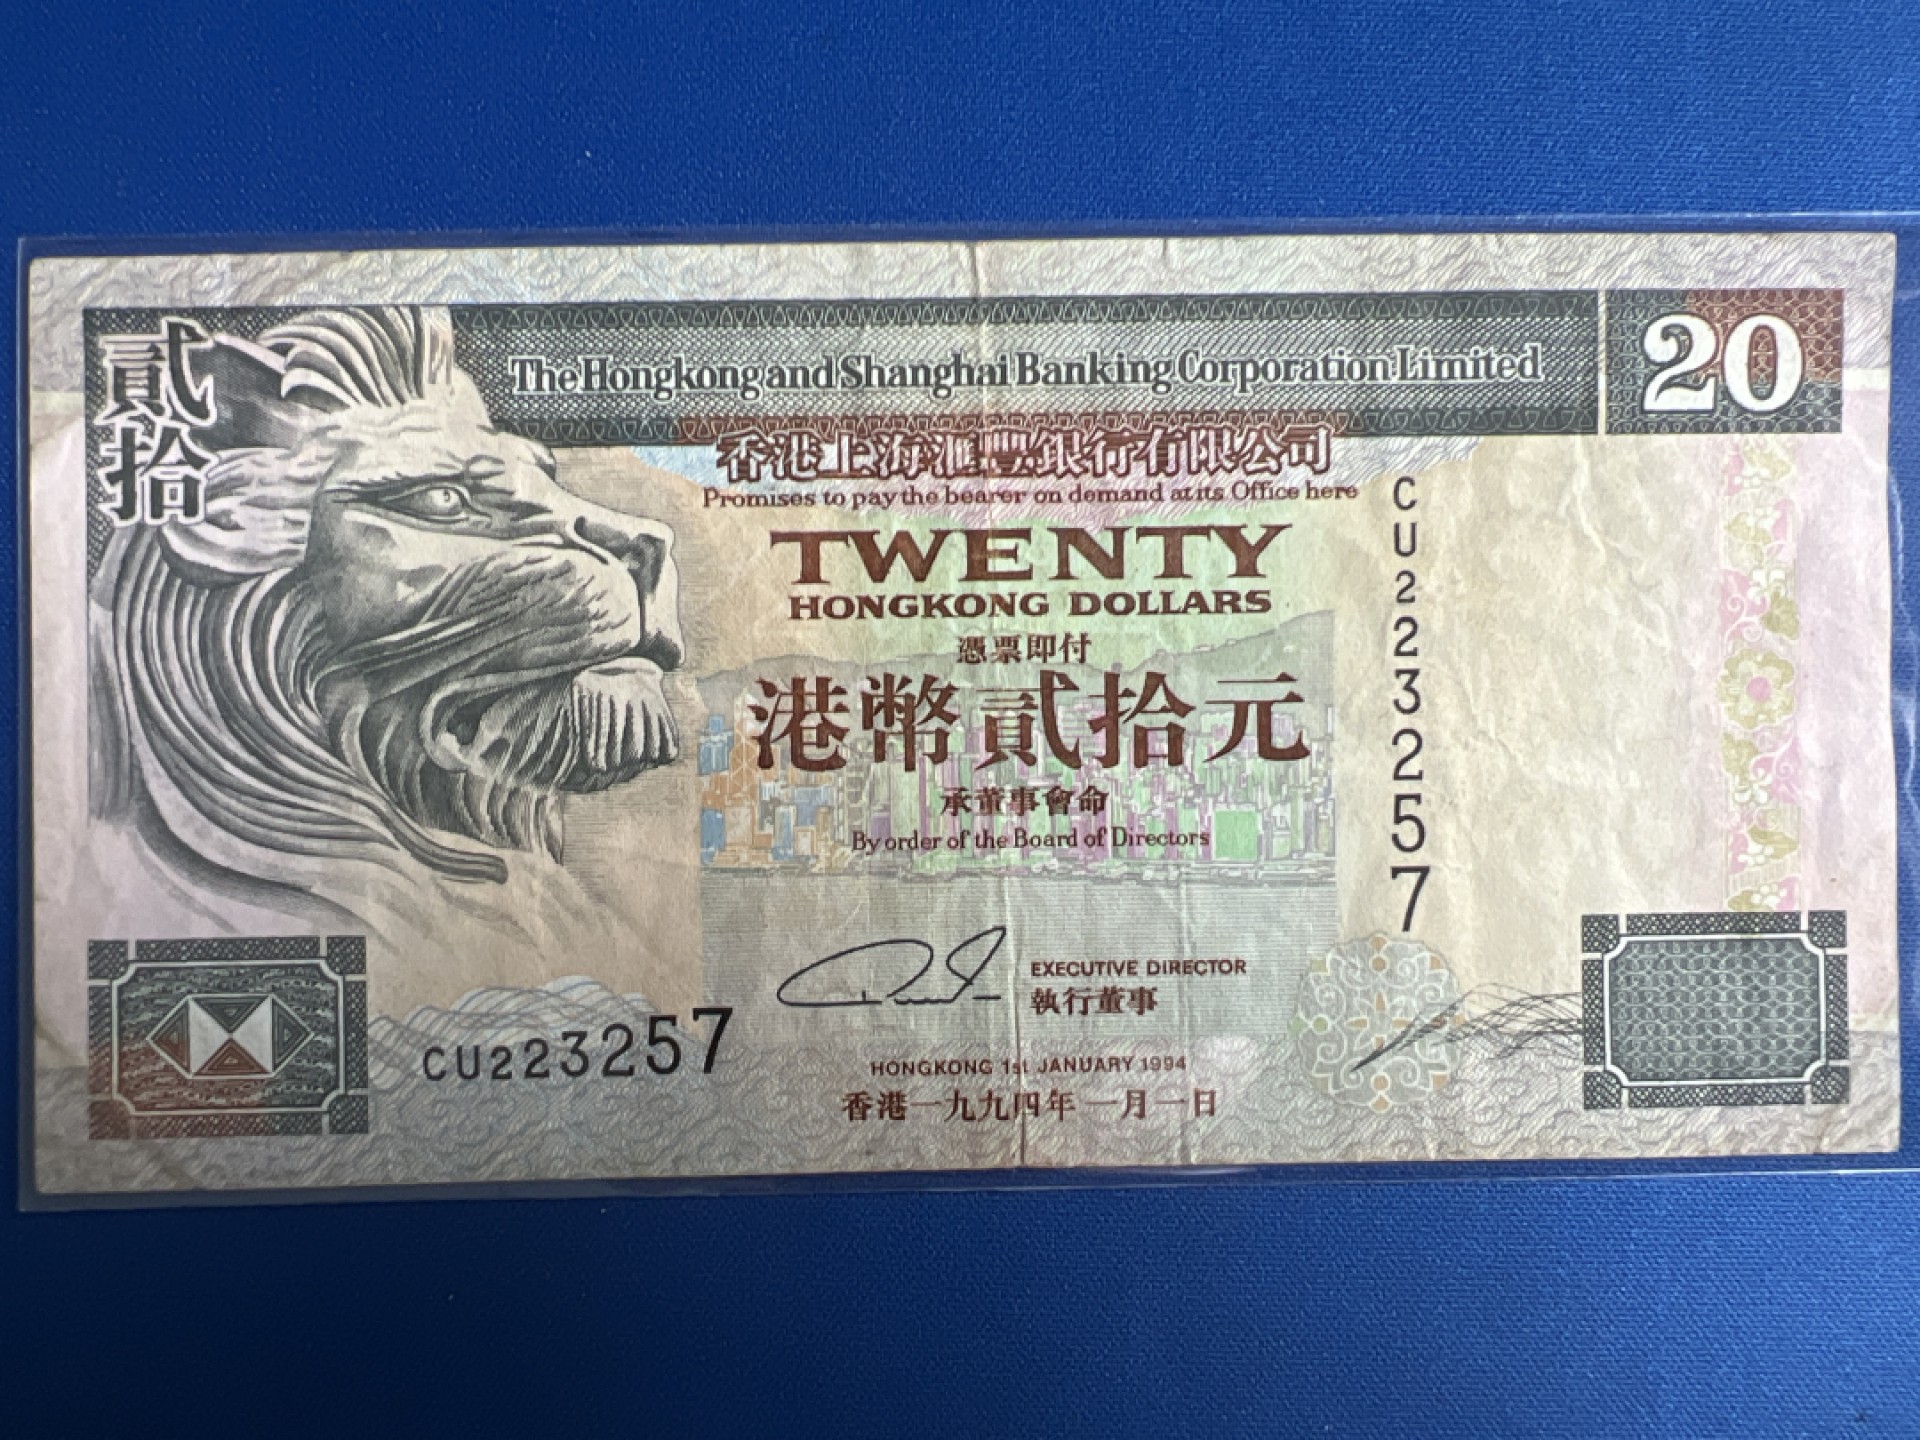 貳拾
The Hongkong and Shanghai Banking Corporation Limited
20
香港上海滙豐銀行有限公司
Promises to pay the bearer on demand at its Office here
TWENTY
HONGKONG DOLLARS
憑票即付
港幣貳拾元
承董事會命
By order of the Board of Directors
CU223257
EXECUTIVE DIRECTOR
執行董事
CU223257
HONGKONG 1st JANUARY 1994
香港一九九四年一月一日